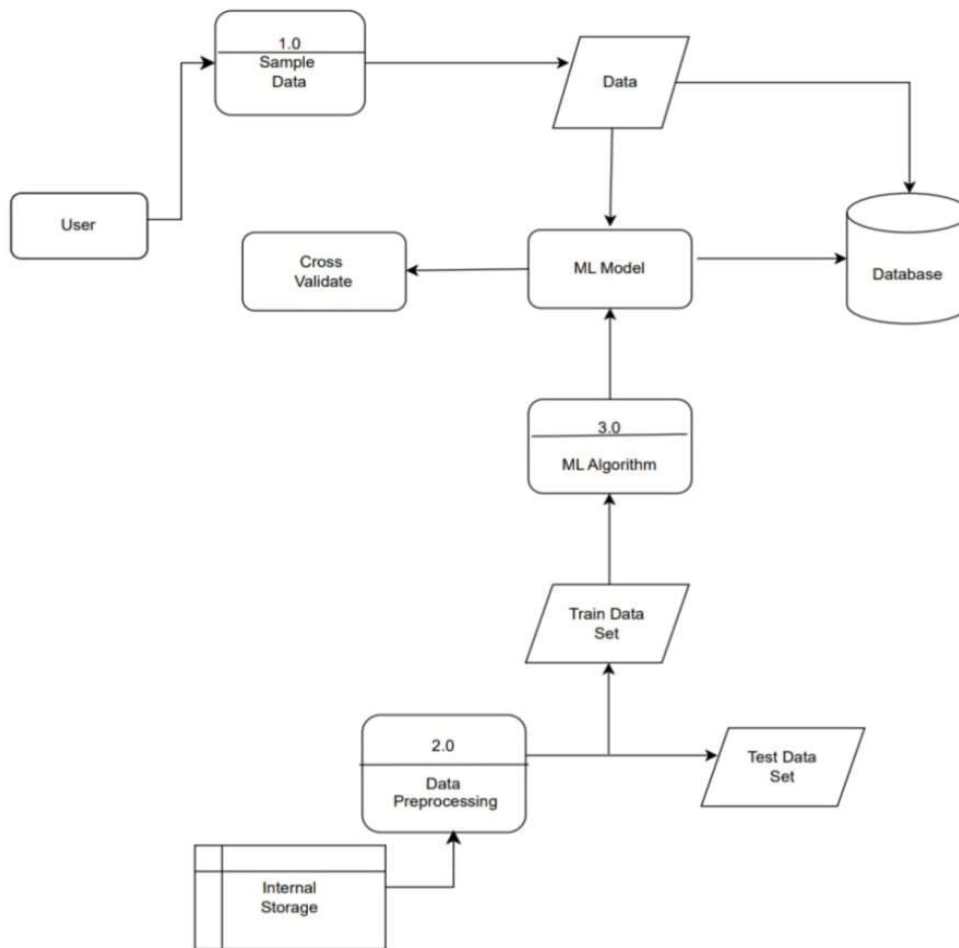 1.0
Sample
Data
Data
User
Cross
Validate
ML Model
Database
3.0
ML Algorithm
Train Data
Set
2.0
Data
Preprocessing
Test Data
Set
Internal
Storage